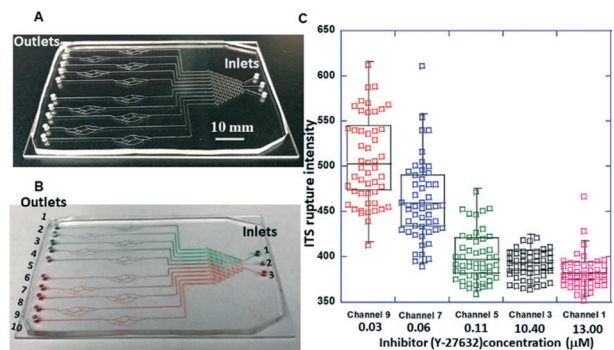 A
Outlets
Inlets
10 mm
B
Outlets
Inlets
1
2
3
4
5
6
7
8
9
10
1
2
3
C
ITS rupture intensity
650
600
550
500
450
400
350
Channel 9 Channel 7 Channel 5 Channel 3 Channel 1
0.03 0.06 0.11 10.40 13.00
Inhibitor (Y-27632)concentration (μM)